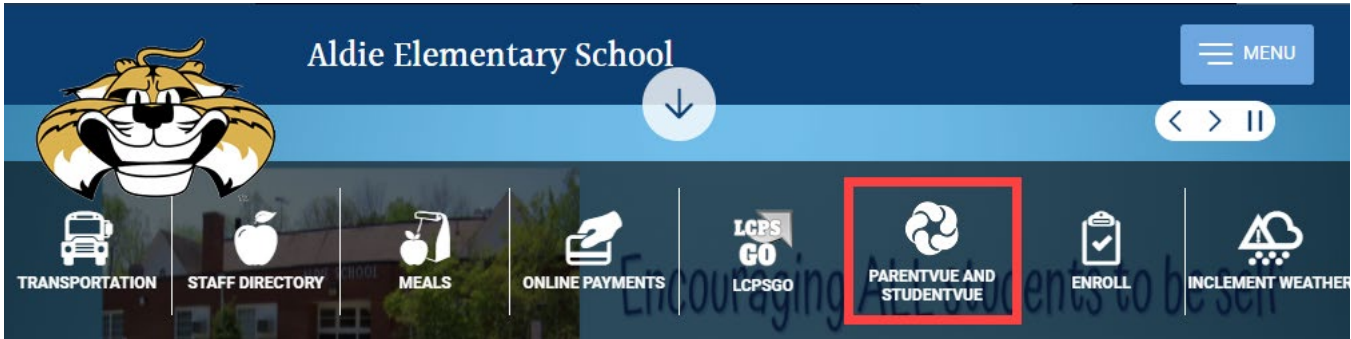 Aldie Elementary School
MENU
TRANSPORTATION
STAFF DIRECTORY
MEALS
ONLINE PAYMENTS
LCPS
GO
LCPSGO
PARENTVUE AND
STUDENTVUE
ENROLL
INCLEMENT WEATHER
Encouraging ALL students to be self